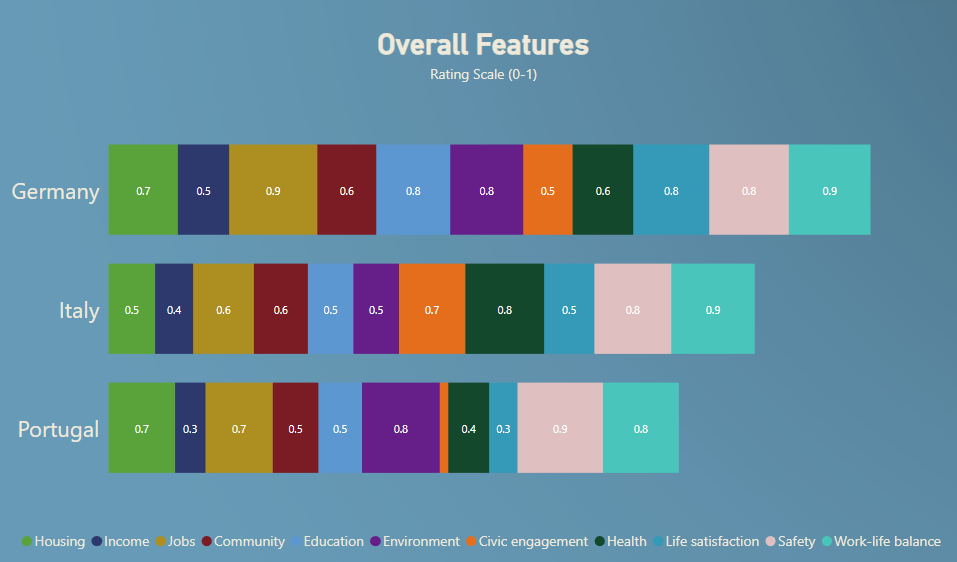 Overall Features
Rating Scale (0-1)
Germany 0.7 0.5 0.9 0.6 0.8 0.8 0.5 0.6 0.8 0.8 0.9
Italy 0.5 0.4 0.6 0.6 0.5 0.5 0.7 0.8 0.5 0.8 0.9
Portugal 0.7 0.3 0.7 0.5 0.5 0.8 0.4 0.3 0.9 0.8
Housing Income Jobs Community Education Environment Civic engagement Health Life satisfaction Safety Work-life balance